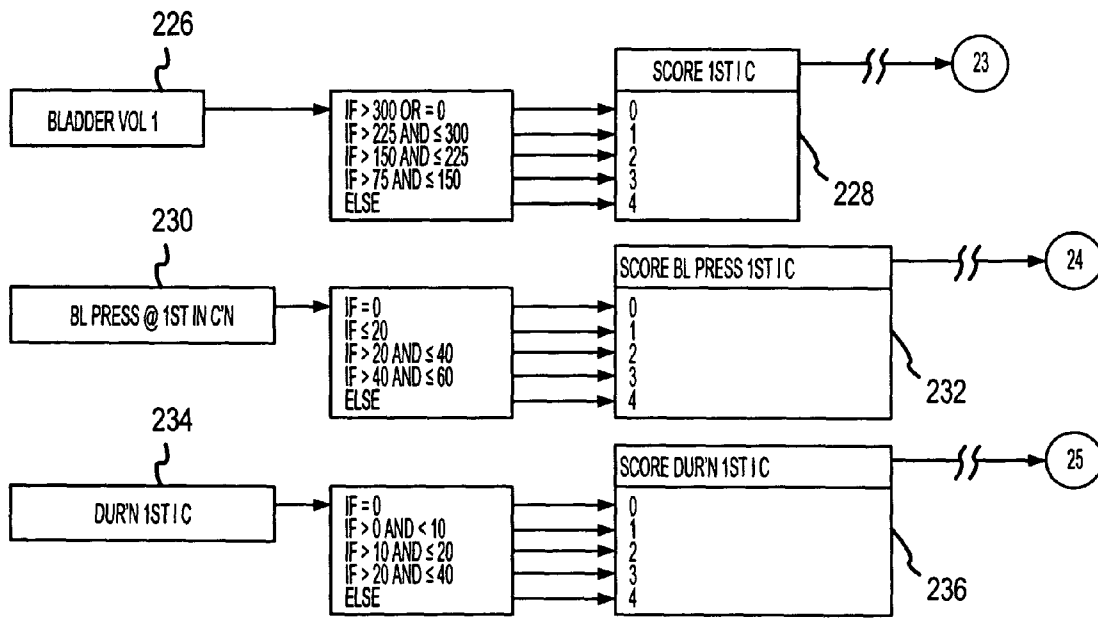 226
BLADDER VOL 1
IF > 300 OR = 0
IF > 225 AND ≤ 300
IF > 150 AND ≤ 225
IF > 75 AND ≤ 150
ELSE
SCORE 1ST I C
0
1
2
3
4
23
228
230
BL PRESS @ 1ST IN C'N
IF = 0
IF ≤ 20
IF > 20 AND ≤ 40
IF > 40 AND ≤ 60
ELSE
SCORE BL PRESS 1ST I C
0
1
2
3
4
24
232
234
DUR'N 1ST I C
IF = 0
IF > 0 AND < 10
IF > 10 AND ≤ 20
IF > 20 AND ≤ 40
ELSE
SCORE DUR'N 1ST I C
0
1
2
3
4
25
236